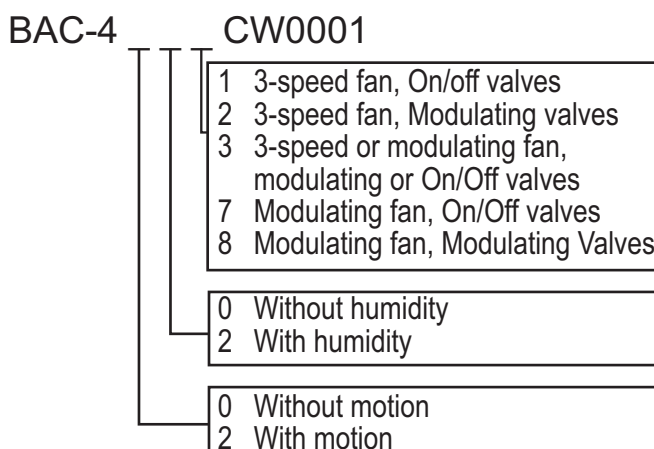 BAC-4 _ _ _ CW0001
1 3-speed fan, On/off valves
2 3-speed fan, Modulating valves
3 3-speed or modulating fan,
modulating or On/Off valves
7 Modulating fan, On/Off valves
8 Modulating fan, Modulating Valves
0 Without humidity
2 With humidity
0 Without motion
2 With motion